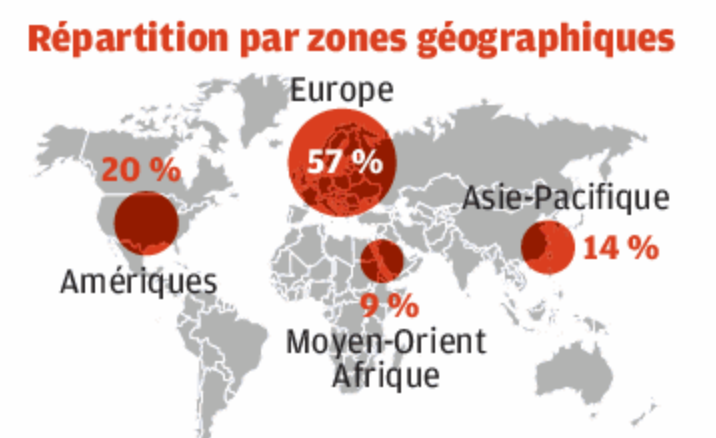 Répartition par zones géographiques
Europe
57 %
20 %
Amériques
Asie-Pacifique
14 %
9 %
Moyen-Orient
Afrique